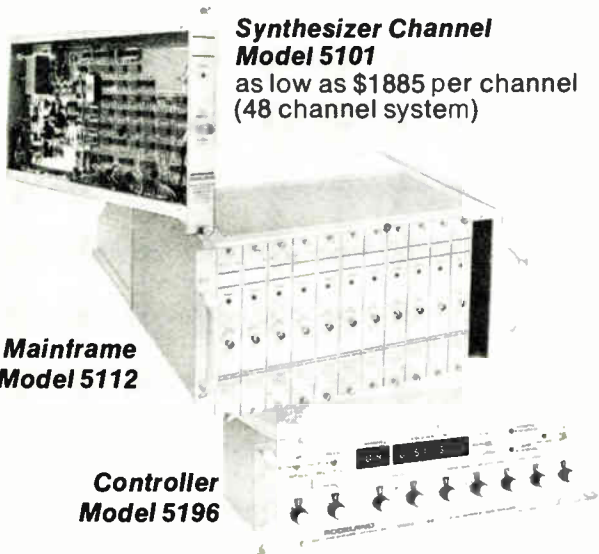 Synthesizer Channel
Model 5101
as low as $1885 per channel
(48 channel system)
Mainframe
Model 5112
Controller
Model 5196
ROCKLAND